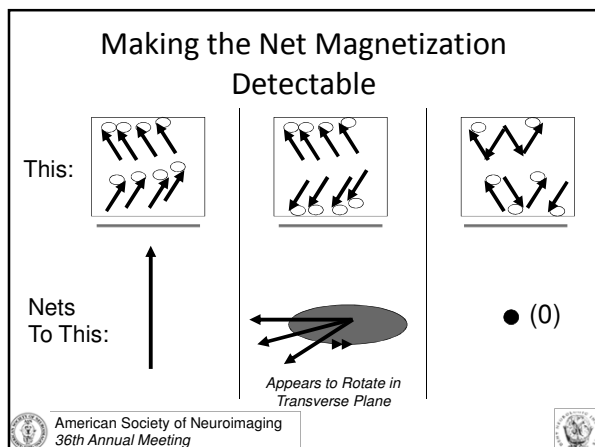 Making the Net Magnetization
Detectable
This:
Nets
To This:
(0)
Appears to Rotate in
Transverse Plane
American Society of Neuroimaging
36th Annual Meeting